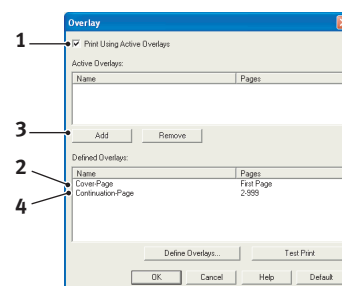 Overlay
1
Print Using Active Overlays
Active Overlays:
Name Pages
3
Add Remove
Defined Overlays:
2
Name Pages
Cover-Page First Page
4
Continuation-Page 2-999
Define Overlays... Test Print
OK Cancel Help Default